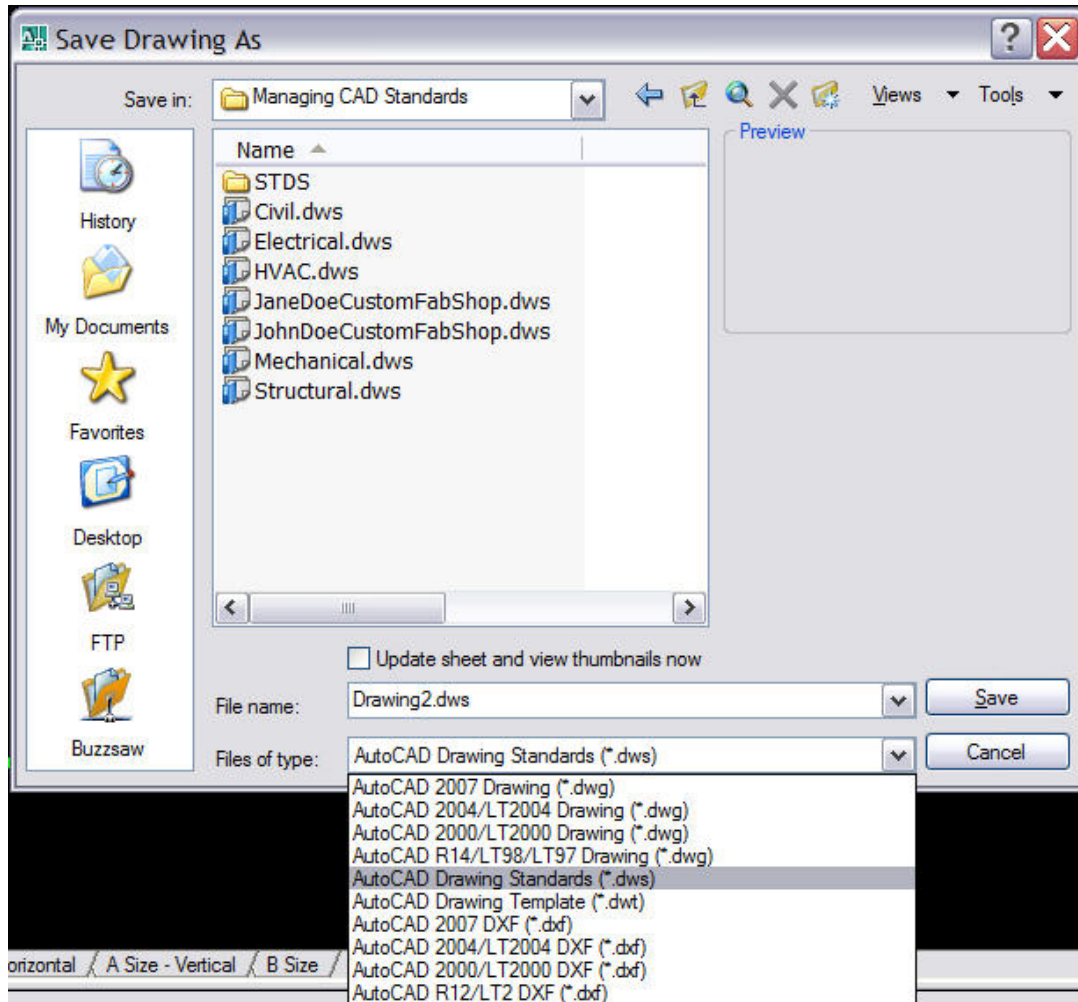 Save Drawing As
?
Save in:
Managing CAD Standards
Views
Tools
Preview
Name
STDS
Civil.dws
Electrical.dws
HVAC.dws
JaneDoeCustomFabShop.dws
JohnDoeCustomFabShop.dws
Mechanical.dws
Structural.dws
History
My Documents
Favorites
Desktop
FTP
Buzzsaw
Update sheet and view thumbnails now
File name:
Drawing2.dws
Save
Files of type:
AutoCAD Drawing Standards (*.dws)
Cancel
AutoCAD 2007 Drawing (*.dwg)
AutoCAD 2004/LT2004 Drawing (*.dwg)
AutoCAD 2000/LT2000 Drawing (*.dwg)
AutoCAD R14/LT98/LT97 Drawing (*.dwg)
AutoCAD Drawing Standards (*.dws)
AutoCAD Drawing Template (*.dwt)
AutoCAD 2007 DXF (*.dxf)
AutoCAD 2004/LT2004 DXF (*.dxf)
AutoCAD 2000/LT2000 DXF (*.dxf)
AutoCAD R12/LT2 DXF (*.dxf)
orizontal / A Size - Vertical / B Size /